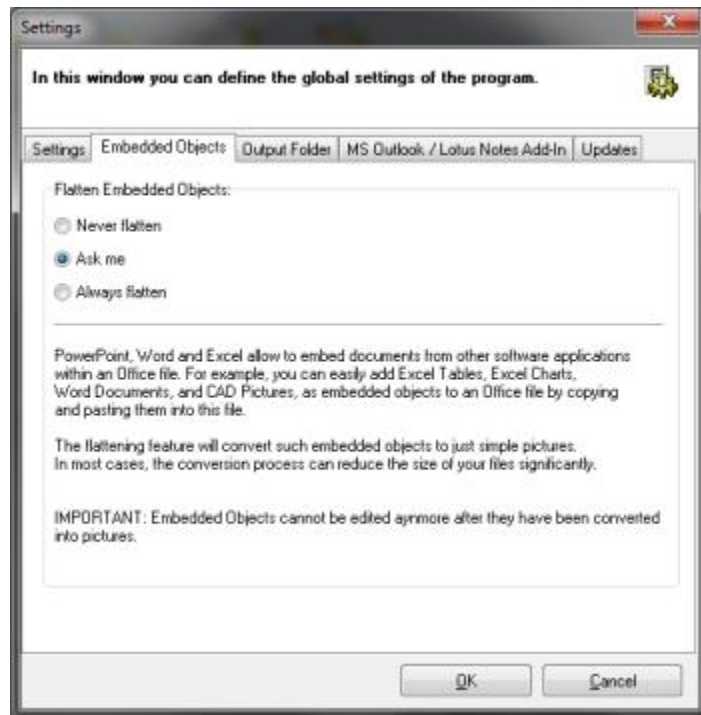 Settings
In this window you can define the global settings of the program.
Settings Embedded Objects Output Folder MS Outlook / Lotus Notes Add-In Updates
Flatten Embedded Objects:
Never flatten
Ask me
Always flatten
PowerPoint, Word and Excel allow to embed documents from other software applications
within an Office file. For example, you can easily add Excel Tables, Excel Charts,
Word Documents, and CAD Pictures, as embedded objects to an Office file by copying
and pasting them into this file.
The flattening feature will convert such embedded objects to just simple pictures.
In most cases, the conversion process can reduce the size of your files significantly.
IMPORTANT: Embedded Objects cannot be edited aynmore after they have been converted
into pictures.
OK Cancel